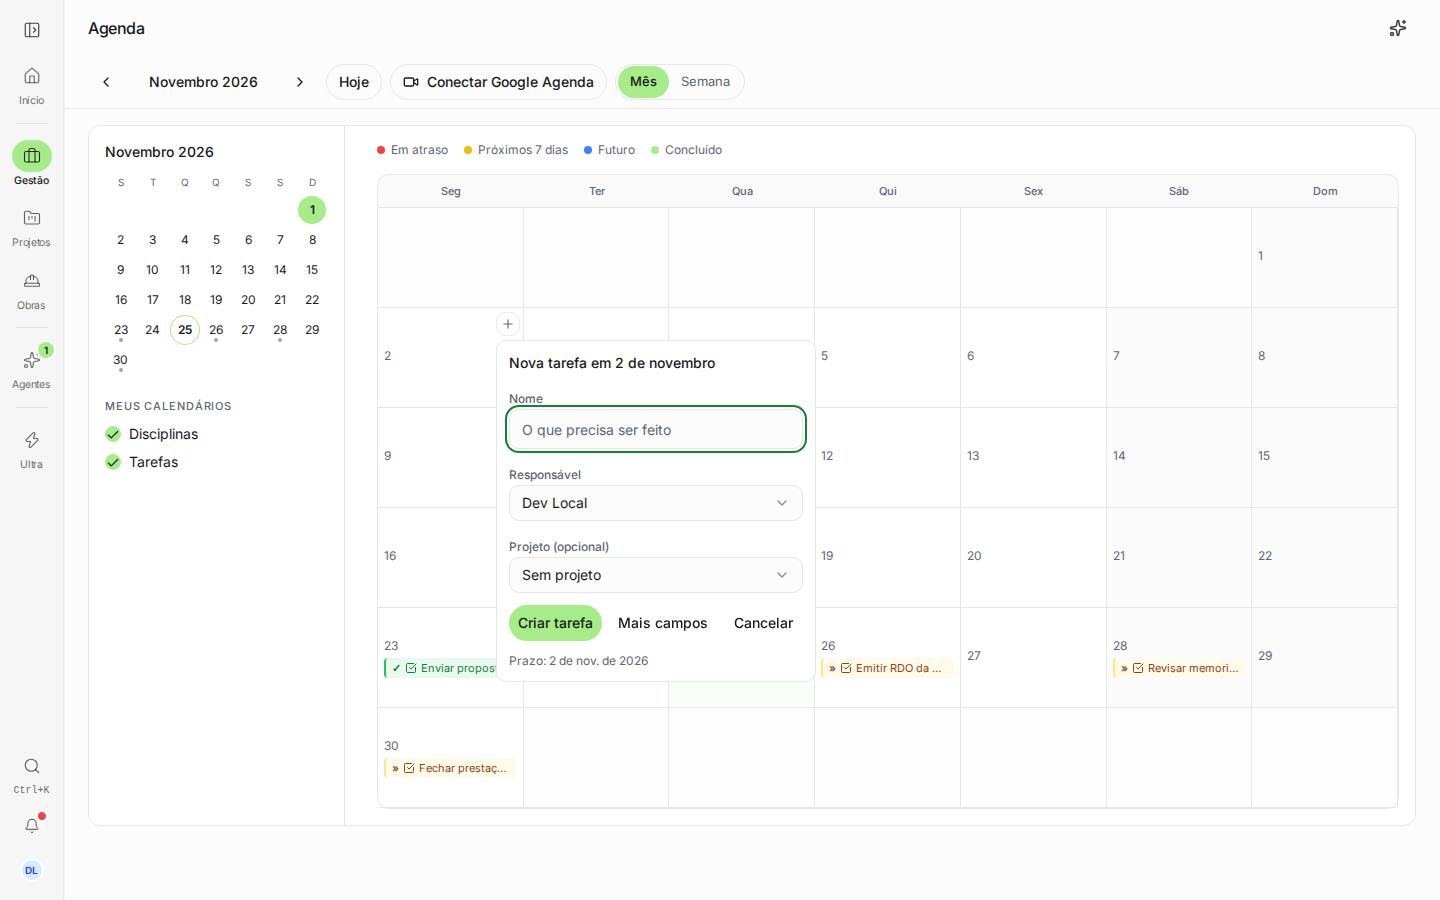 Agenda
Início
Gestão
Projetos
Obras
1
Agentes
Ultra
Ctrl+K
DL
Novembro 2026
Hoje
Conectar Google Agenda
Mês
Semana
Novembro 2026
S T Q Q S S D
1
2 3 4 5 6 7 8
9 10 11 12 13 14 15
16 17 18 19 20 21 22
23 24 25 26 27 28 29
30
MEUS CALENDÁRIOS
Disciplinas
Tarefas
Em atraso
Próximos 7 dias
Futuro
Concluído
Seg Ter Qua Qui Sex Sáb Dom
1
2 5 6 7 8
9 12 13 14 15
16 19 20 21 22
23 26 27 28 29
✓ Enviar propos
» Emitir RDO da ...
» Revisar memori...
30
» Fechar prestaç...
Nova tarefa em 2 de novembro
Nome
O que precisa ser feito
Responsável
Dev Local
Projeto (opcional)
Sem projeto
Criar tarefa
Mais campos
Cancelar
Prazo: 2 de nov. de 2026